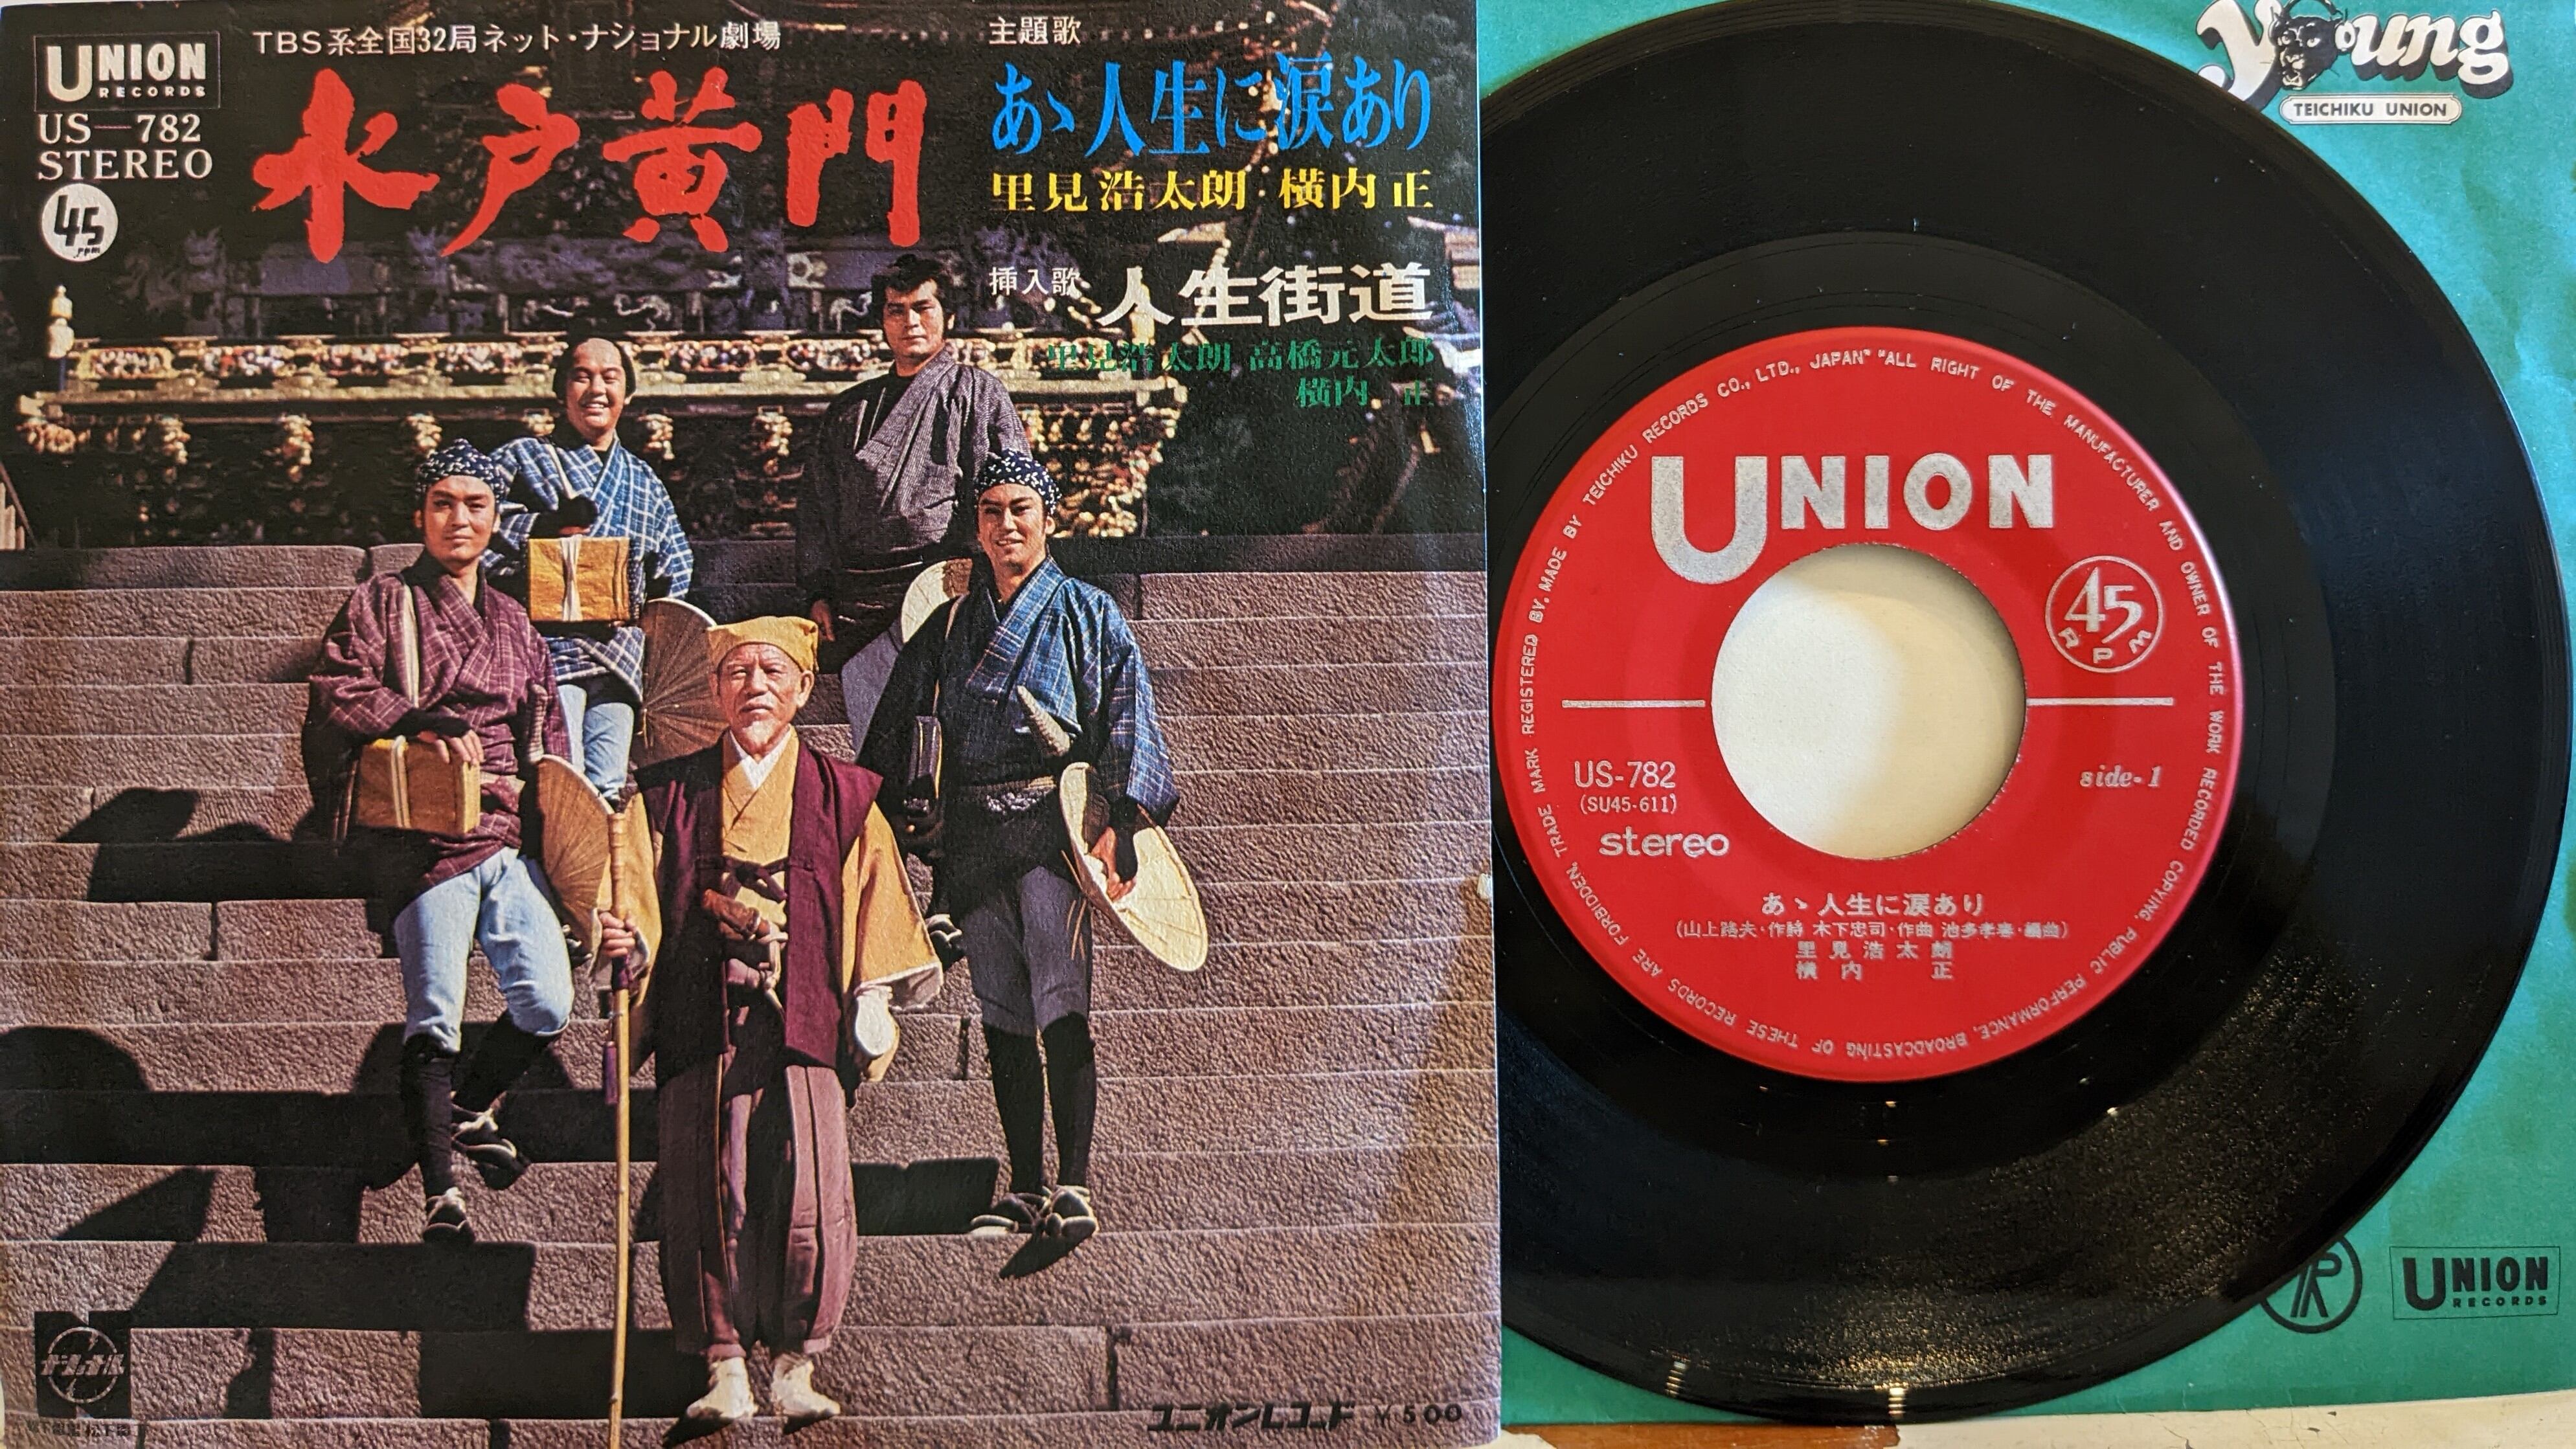 UNION
RECORDS
US—782
STEREO
45
rpm
TBS系全国32局ネット・ナショナル劇場
水戸黄門
主題歌
あゝ人生に涙あり
里見浩太朗・横内正
挿入歌
人生街道
里見浩太朗 高橋元太郎
横内 正
ナショナル
ユニオンレコード ¥500
Young
TEICHIKU UNION
UNION
45
RPM
US-782
(SU45-611)
stereo
side-1
あゝ人生に涙あり
(山上路夫・作詩 木下忠司・作曲 池多孝春・編曲)
里見浩太朗
横内 正
TRADE MARK REGISTERED BY. MADE BY TEICHIKU RECORDS CO., LTD., JAPAN" "ALL RIGHT OF THE MANUFACTURER AND OWNER OF THE WORK RECORDED COPYING, PUBLIC PERFORMANCE, BROADCASTING OF THESE RECORDS ARE FORBIDDEN,
UNION
RECORDS